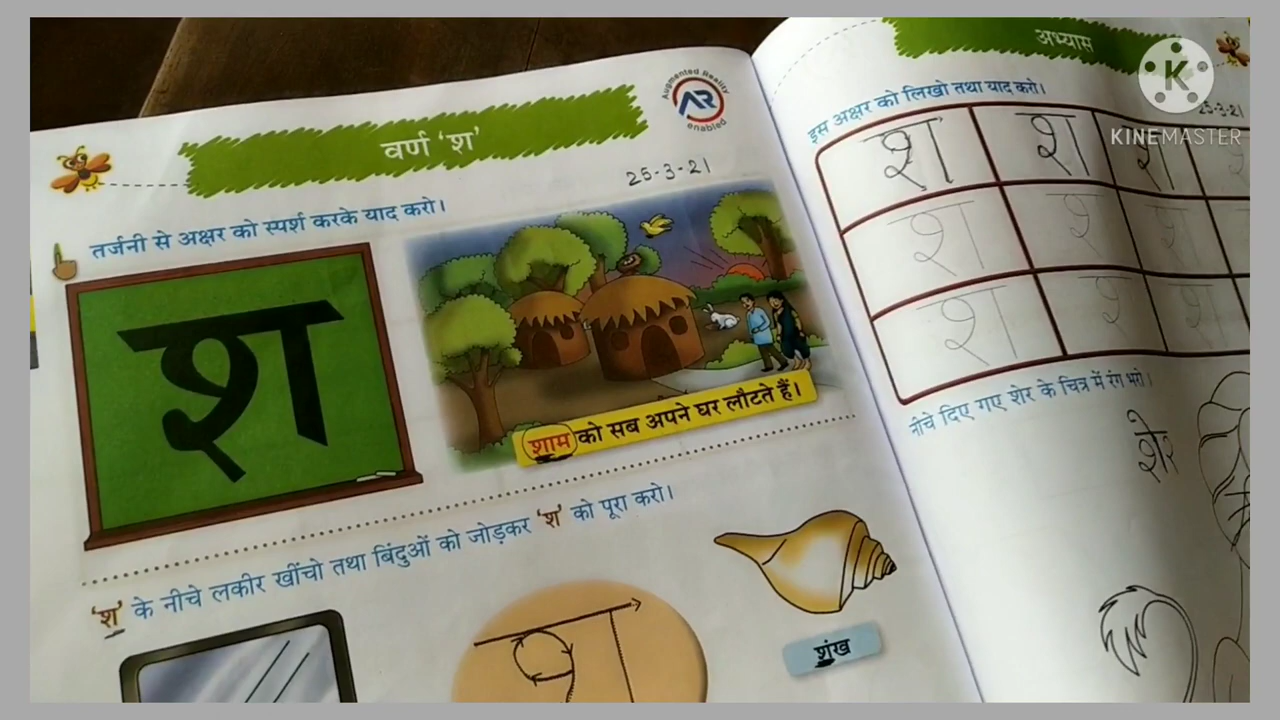 वर्ण 'श'
Augmented Reality
AR
enabled
25-3-21
तर्जनी से अक्षर को स्पर्श करके याद करो।
श
शाम को सब अपने घर लौटते हैं।
'श' के नीचे लकीर खींचो तथा बिंदुओं को जोड़कर 'श' को पूरा करो।
श
शंख
अभ्यास
K
KINEMASTER
25-3-21
इस अक्षर को लिखो तथा याद करो।
श श श श
श श श
श श श
नीचे दिए गए शेर के चित्र में रंग भरो।
शेर